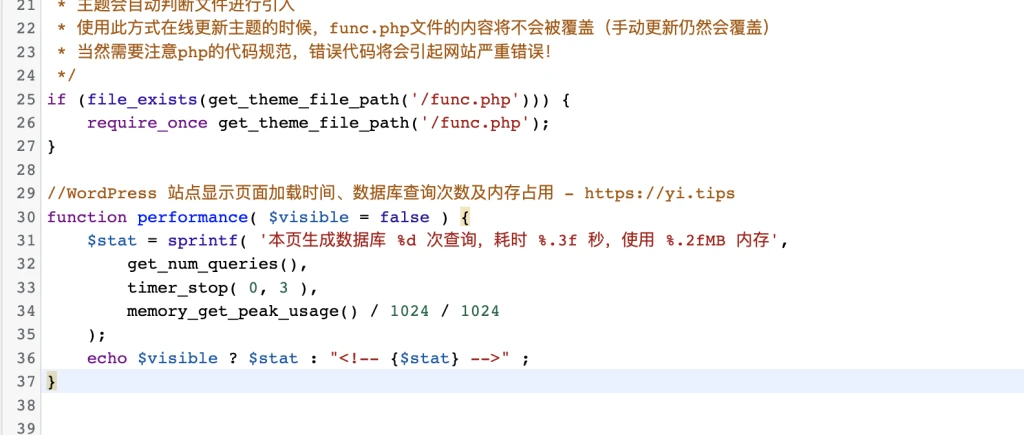 21 * 主题会自动判断文件进行引入
22 * 使用此方式在线更新主题的时候，func.php文件的内容将不会被覆盖（手动更新仍然会覆盖）
23 * 当然需要注意php的代码规范，错误代码将会引起网站严重错误！
24 */
25 if (file_exists(get_theme_file_path('/func.php'))) {
26     require_once get_theme_file_path('/func.php');
27 }
28
29 //WordPress 站点显示页面加载时间、数据库查询次数及内存占用 - https://yi.tips
30 function performance( $visible = false ) {
31     $stat = sprintf( '本页生成数据库 %d 次查询，耗时 %.3f 秒，使用 %.2fMB 内存',
32         get_num_queries(),
33         timer_stop( 0, 3 ),
34         memory_get_peak_usage() / 1024 / 1024
35     );
36     echo $visible ? $stat : "<!-- {$stat} -->" ;
37 }
38
39